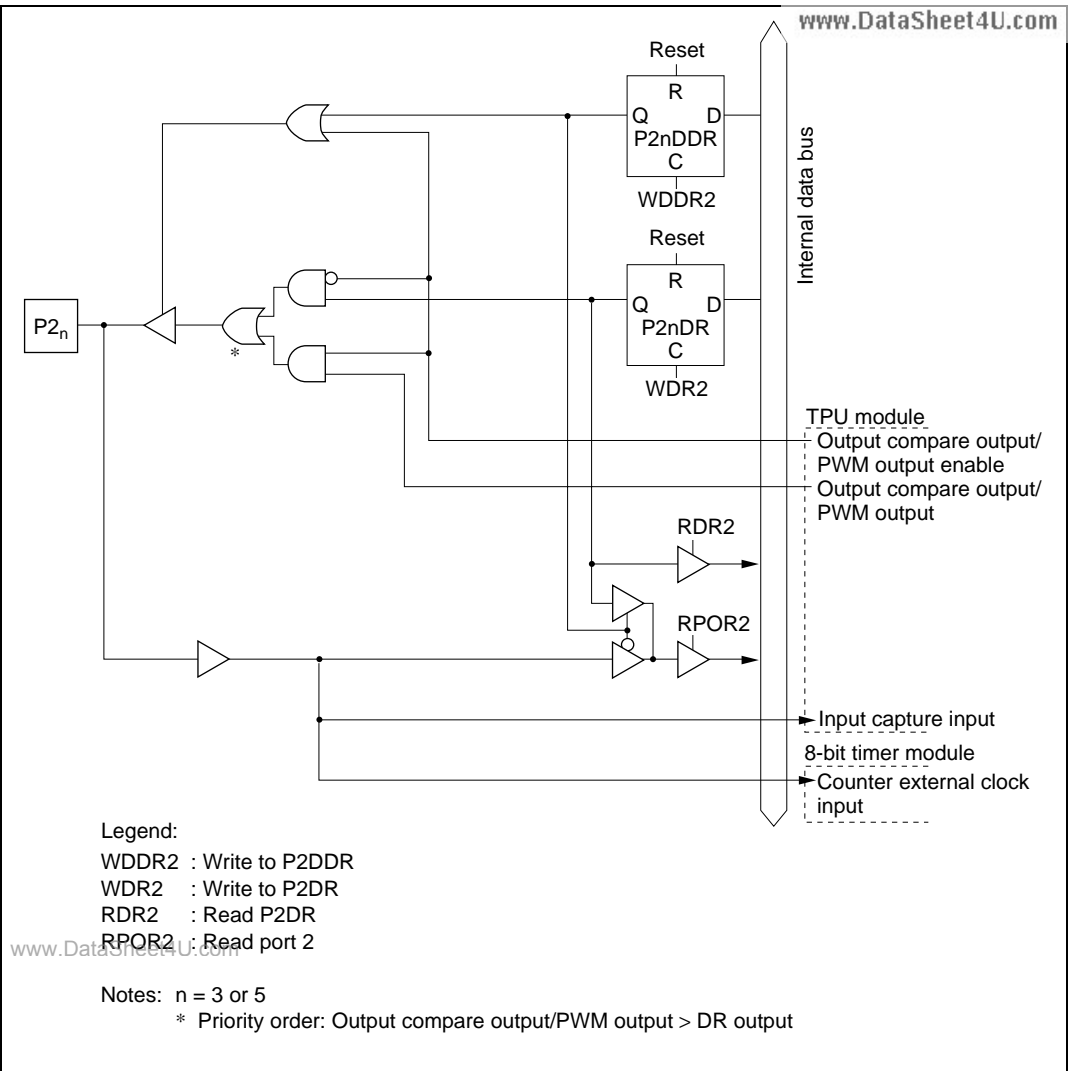 www.DataSheet4U.com
Reset
R
Q D
P2nDDR
C
WDDR2
Internal data bus
Reset
R
Q D
P2nDR
C
WDR2
P2n
*
TPU module
Output compare output/
PWM output enable
Output compare output/
PWM output
RDR2
RPOR2
Input capture input
8-bit timer module
Counter external clock
input
Legend:
WDDR2 : Write to P2DDR
WDR2 : Write to P2DR
RDR2 : Read P2DR
RPOR2 : Read port 2
www.DataSheet4U.com
Notes: n = 3 or 5
* Priority order: Output compare output/PWM output > DR output